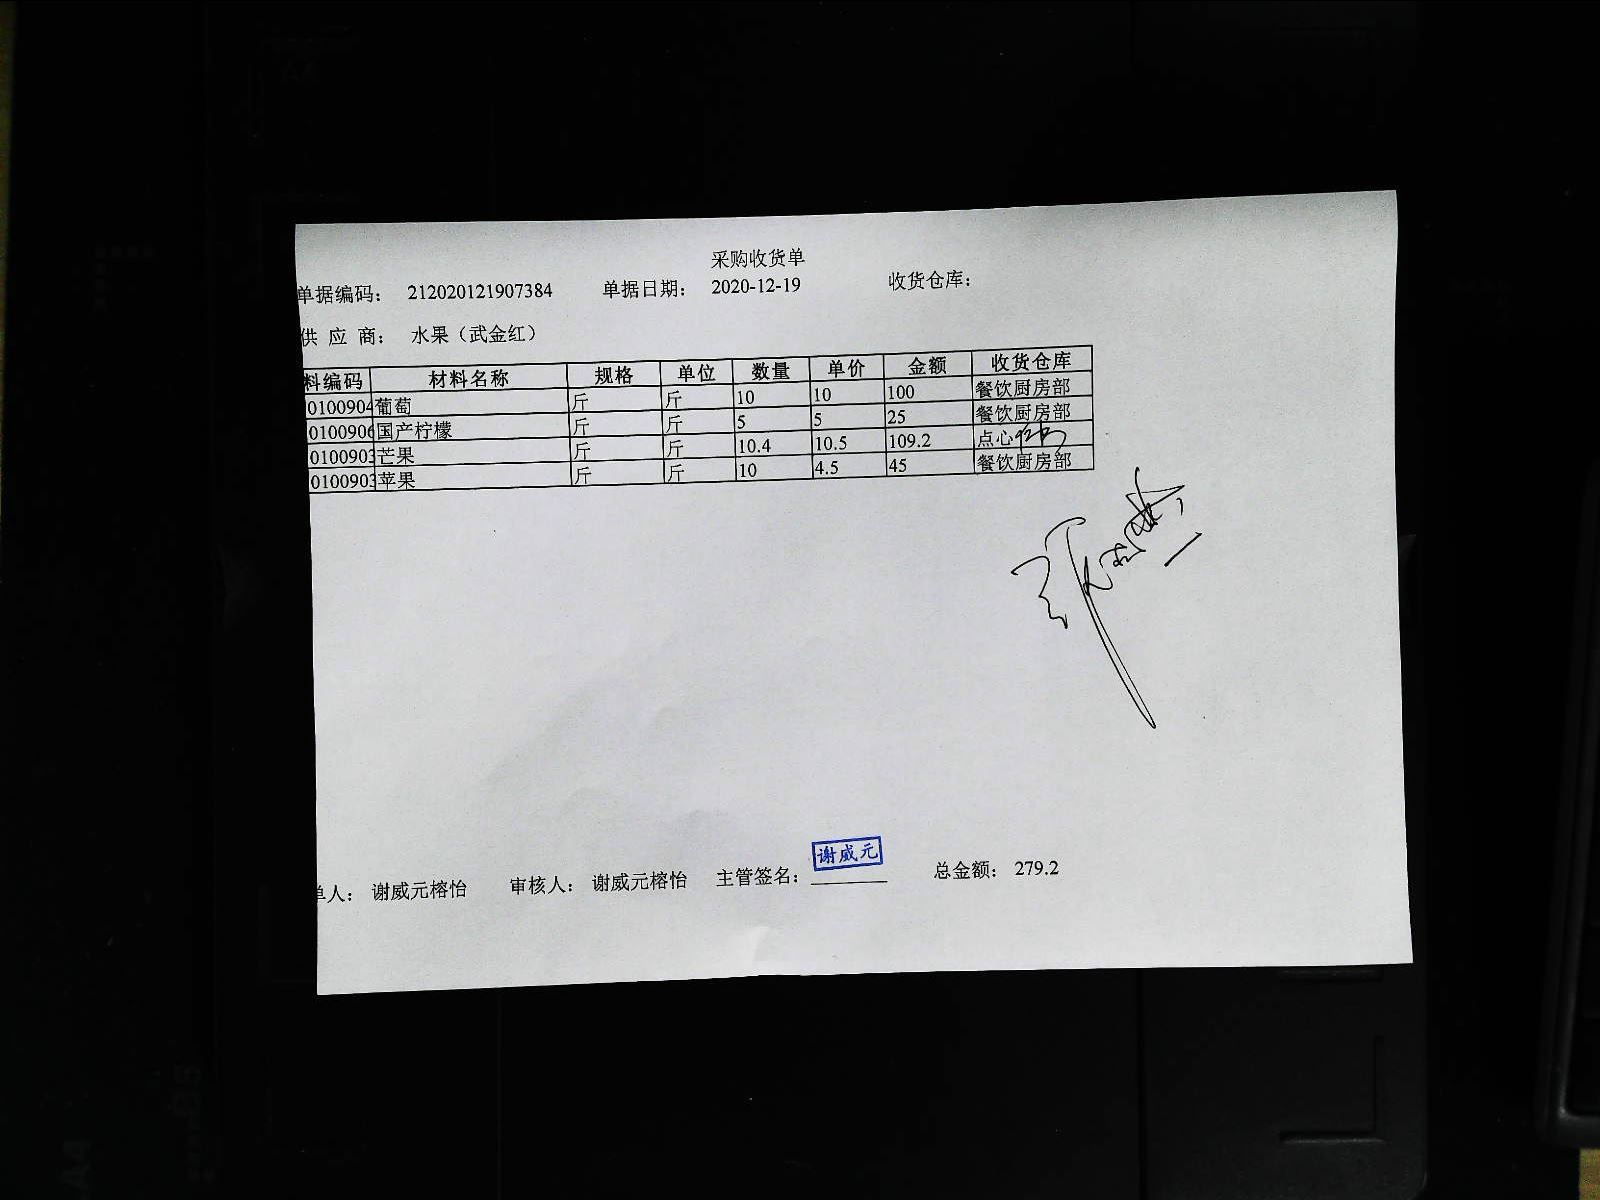 采购收货单
单据编码: 212020121907384 单据日期: 2020-12-19 收货仓库:
供 应 商: 水果（武金红）
料编码 材料名称 规格 单位 数量 单价 金额 收货仓库
0100904 葡萄 斤 斤 10 10 100 餐饮厨房部
0100906 国产柠檬 斤 斤 5 5 25 餐饮厨房部
0100903 芒果 斤 斤 10.4 10.5 109.2 点心
0100903 苹果 斤 斤 10 4.5 45 餐饮厨房部
谢威元
单人: 谢威元榕怡 审核人: 谢威元榕怡 主管签名: 总金额: 279.2